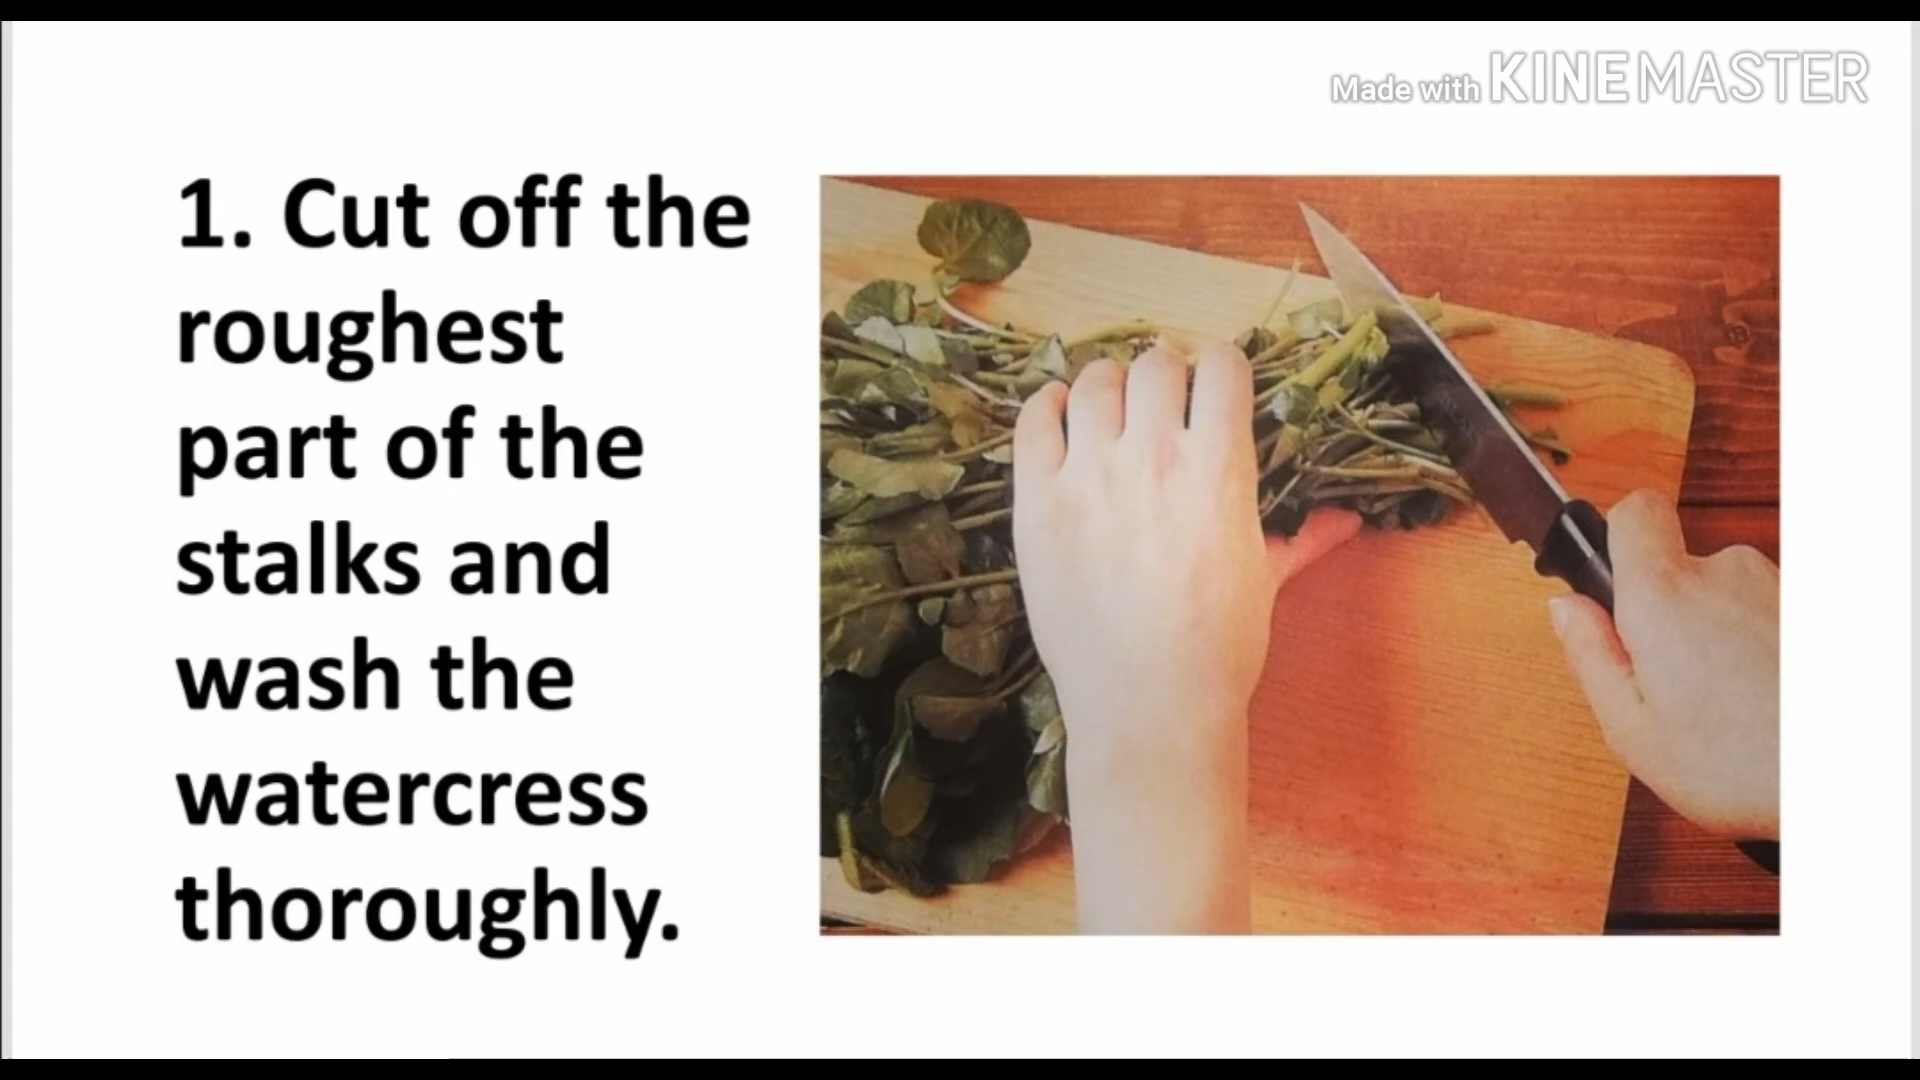 Made with KINEMASTER
1. Cut off the
roughest
part of the
stalks and
wash the
watercress
thoroughly.